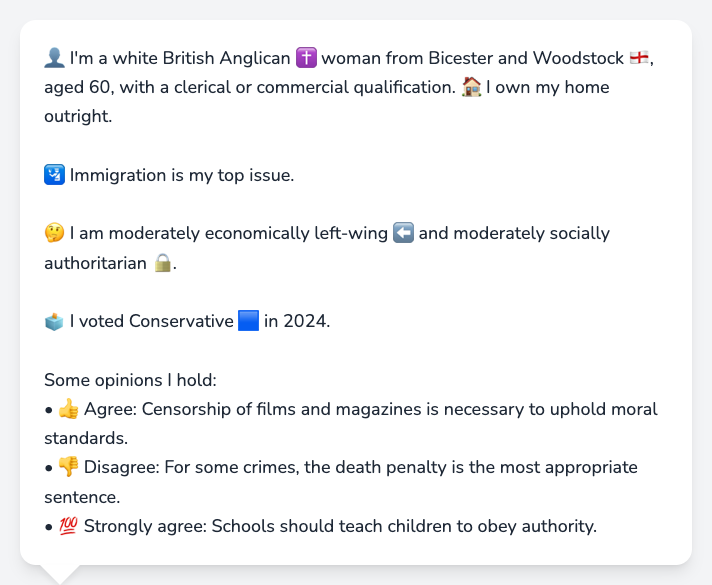 👤 I'm a white British Anglican ✝️ woman from Bicester and Woodstock 🏴󠁧󠁢󠁥󠁮󠁧󠁿,
aged 60, with a clerical or commercial qualification. 🏠 I own my home
outright.
🛂 Immigration is my top issue.
🤔 I am moderately economically left-wing ⬅️ and moderately socially
authoritarian 🔒.
🗳️ I voted Conservative 🟦 in 2024.
Some opinions I hold:
• 👍 Agree: Censorship of films and magazines is necessary to uphold moral
standards.
• 👎 Disagree: For some crimes, the death penalty is the most appropriate
sentence.
• 💯 Strongly agree: Schools should teach children to obey authority.